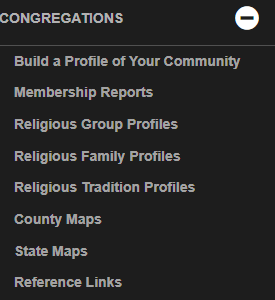 CONGREGATIONS
Build a Profile of Your Community
Membership Reports
Religious Group Profiles
Religious Family Profiles
Religious Tradition Profiles
County Maps
State Maps
Reference Links